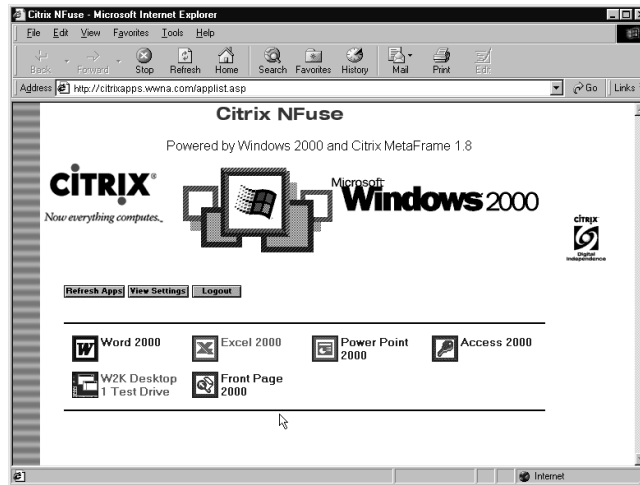 Citrix NFuse - Microsoft Internet Explorer
File Edit View Favorites Tools Help
Back Forward Stop Refresh Home Search Favorites History Mail Print Edit
Address http://citrixapps.wwna.com/applist.asp Go Links
Citrix NFuse
Powered by Windows 2000 and Citrix MetaFrame 1.8
CITRIX®
Now everything computes.™
Microsoft
Windows 2000
CITRIX
Digital
Independence
Refresh Apps View Settings Logout
Word 2000 Excel 2000 Power Point 2000 Access 2000
W2K Desktop 1 Test Drive Front Page 2000
Internet